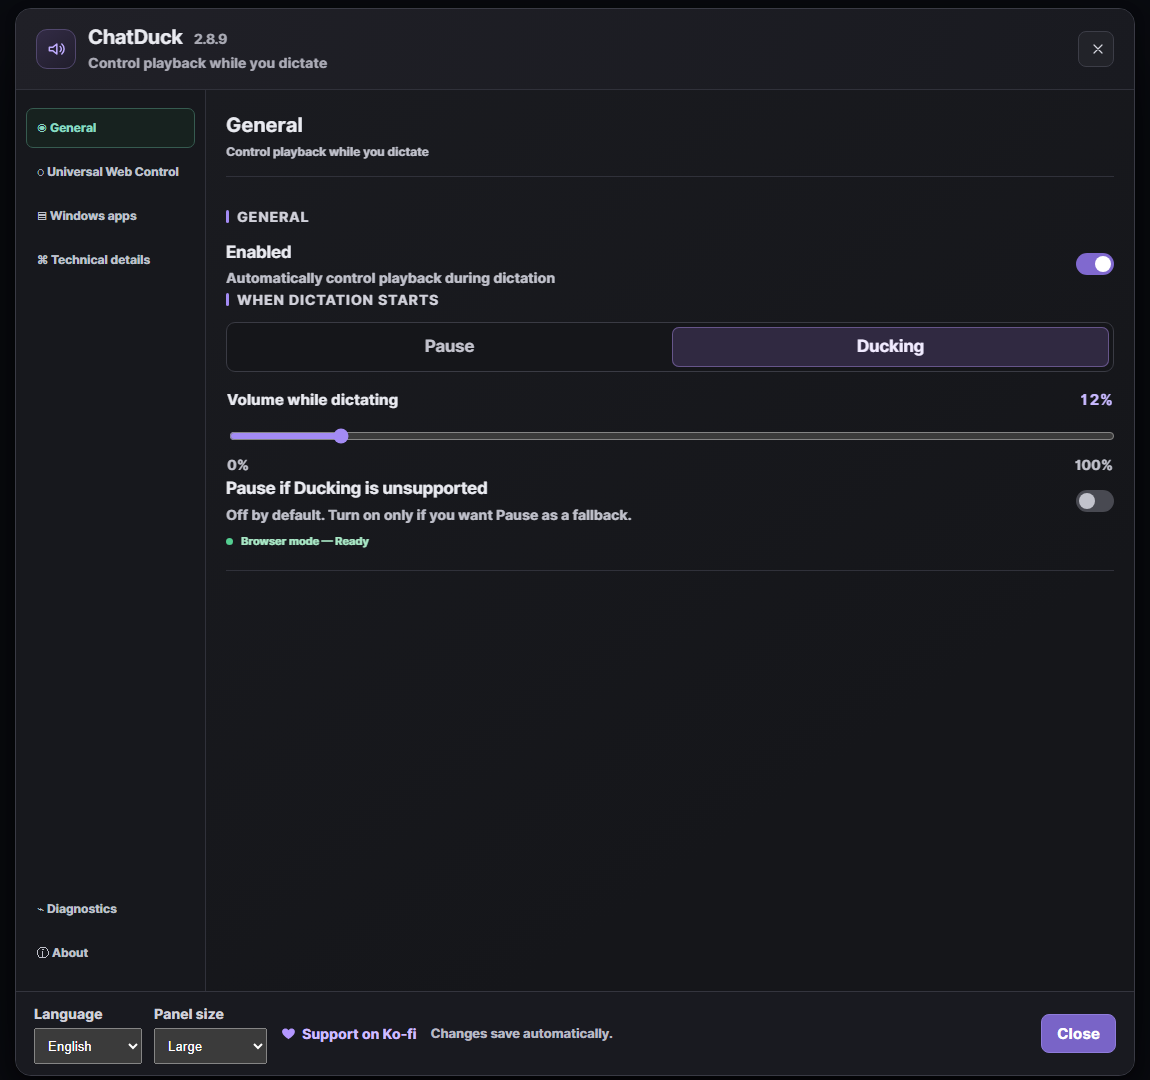 ChatDuck 2.8.9
Control playback while you dictate
General
Universal Web Control
Windows apps
Technical details
Diagnostics
About
General
Control playback while you dictate
GENERAL
Enabled
Automatically control playback during dictation
WHEN DICTATION STARTS
Pause
Ducking
Volume while dictating
12%
0%
100%
Pause if Ducking is unsupported
Off by default. Turn on only if you want Pause as a fallback.
Browser mode — Ready
Language
English
Panel size
Large
Support on Ko-fi
Changes save automatically.
Close